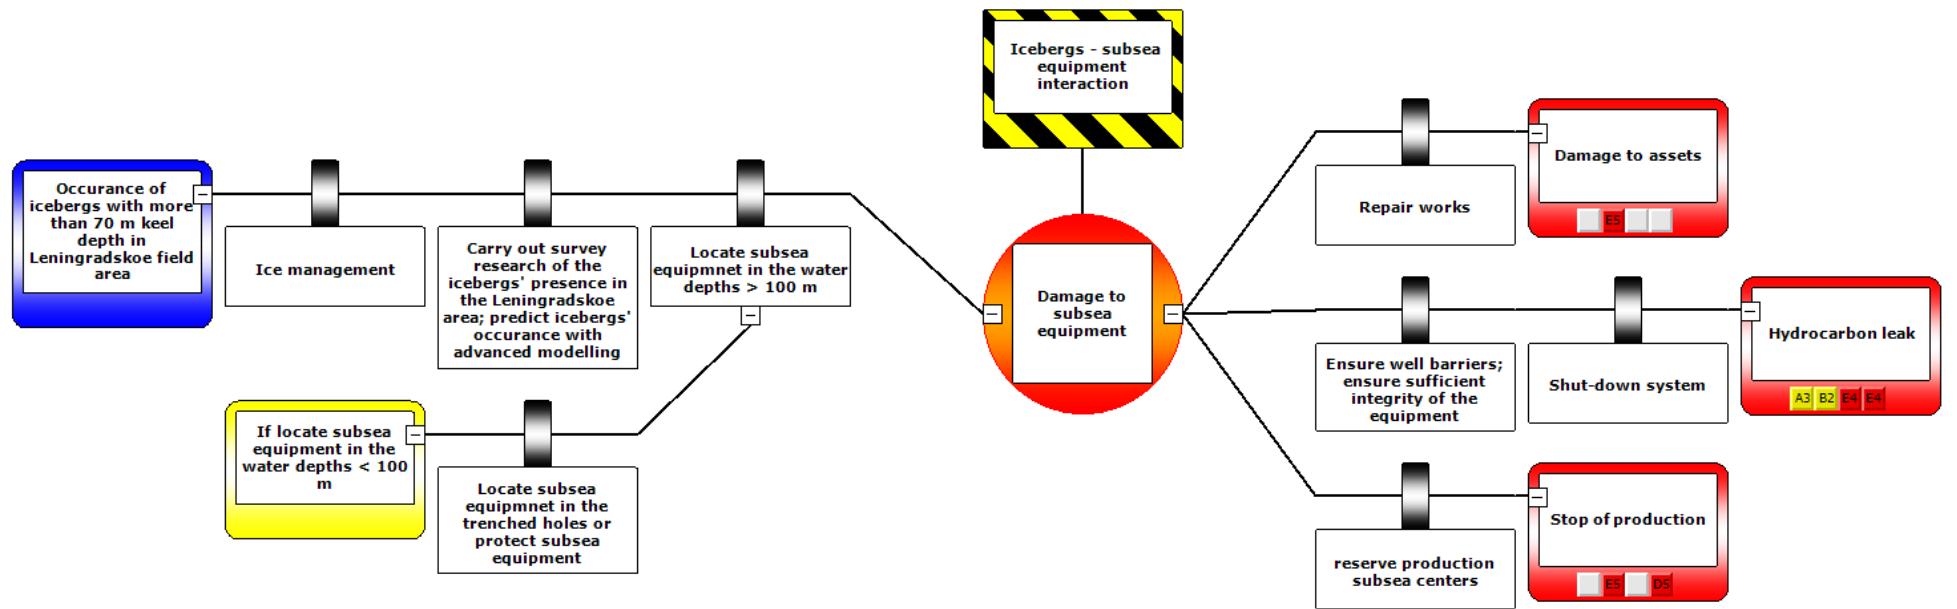 Icebergs - subsea
equipment
interaction
Occurance of
icebergs with more
than 70 m keel
depth in
Leningradskoe field
area
Ice management
Carry out survey
research of the
icebergs' presence in
the Leningradskoe
area; predict icebergs'
occurance with
advanced modelling
Locate subsea
equipmnet in the water
depths > 100 m
If locate subsea
equipment in the
water depths < 100
m
Locate subsea
equipmnet in the
trenched holes or
protect subsea
equipment
Damage to
subsea
equipment
Repair works
Damage to assets
E5
Ensure well barriers;
ensure sufficient
integrity of the
equipment
Shut-down system
Hydrocarbon leak
A3 B2 E4 E4
reserve production
subsea centers
Stop of production
E5 D5